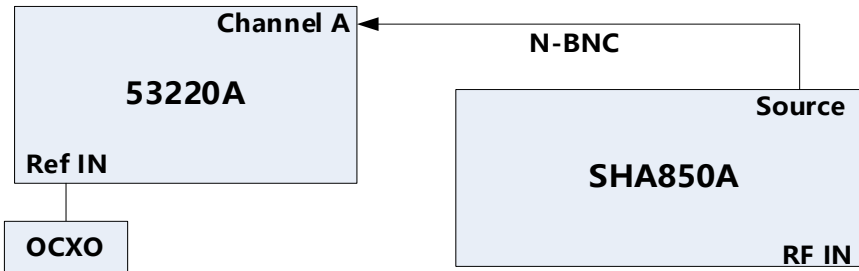 Channel A
N-BNC
53220A
Source
Ref IN
SHA850A
OCXO
RF IN